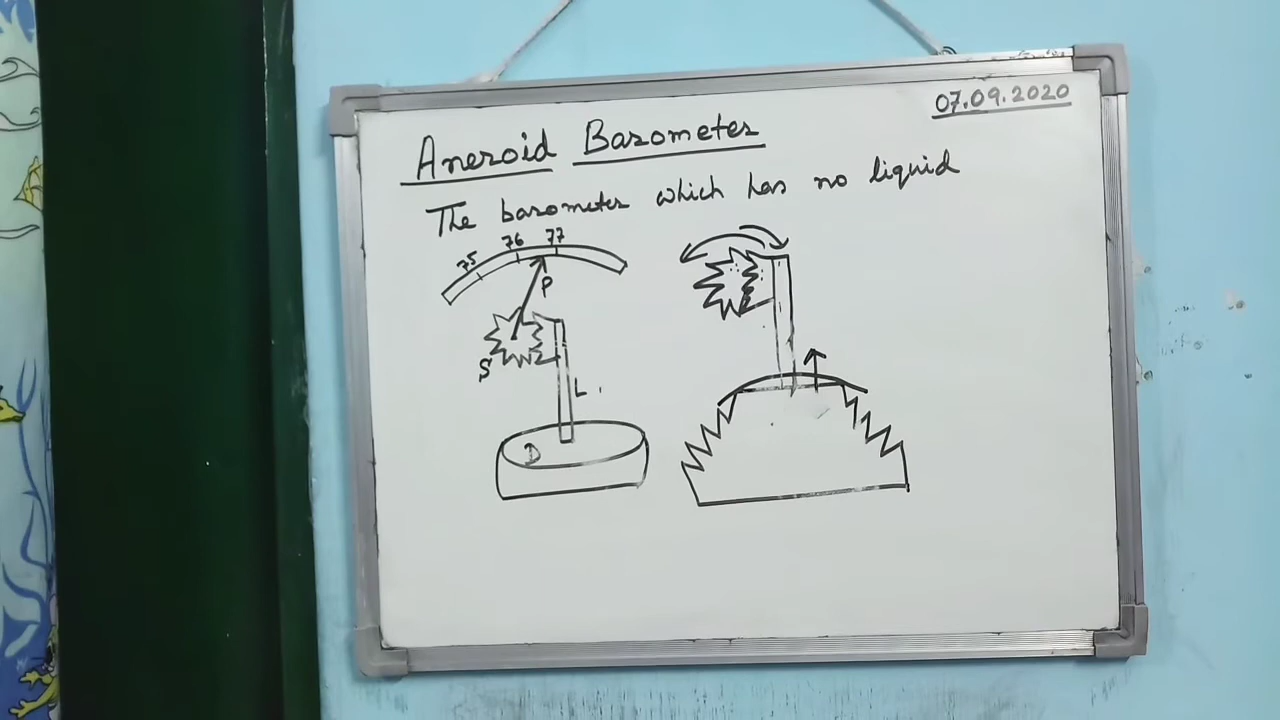 07.09.2020
Aneroid Barometer
The barometer which has no liquid
75 76 77
P
S
L
D